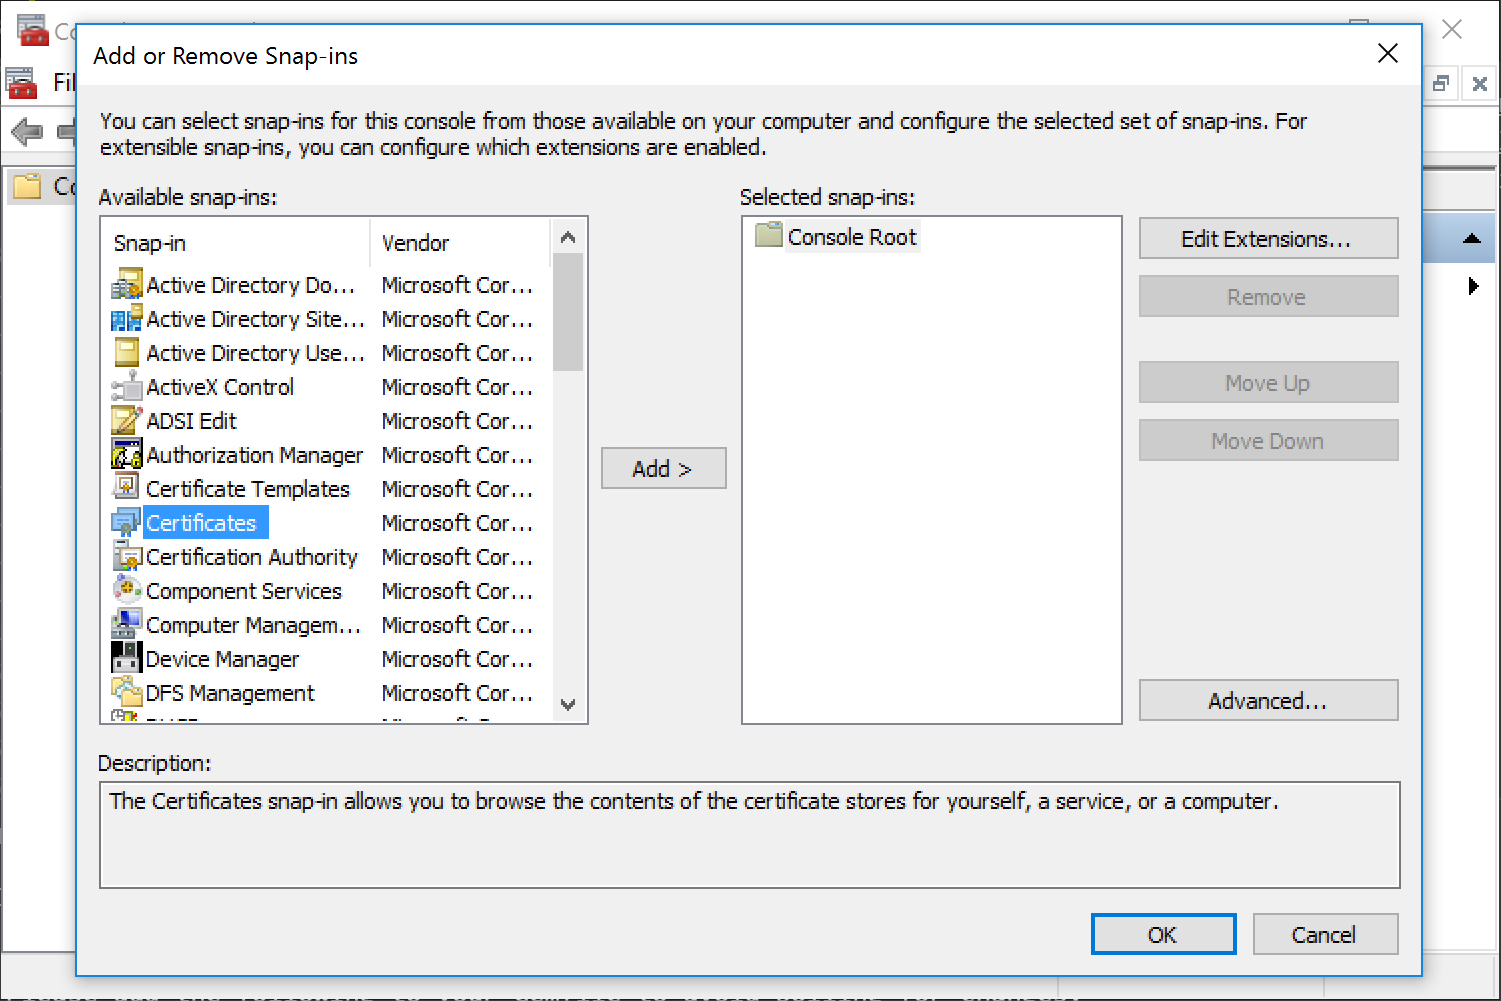 Add or Remove Snap-ins
You can select snap-ins for this console from those available on your computer and configure the selected set of snap-ins. For
extensible snap-ins, you can configure which extensions are enabled.
Available snap-ins:
Snap-in Vendor
Active Directory Do... Microsoft Cor...
Active Directory Site... Microsoft Cor...
Active Directory Use... Microsoft Cor...
ActiveX Control Microsoft Cor...
ADSI Edit Microsoft Cor...
Authorization Manager Microsoft Cor...
Certificate Templates Microsoft Cor...
Certificates Microsoft Cor...
Certification Authority Microsoft Cor...
Component Services Microsoft Cor...
Computer Managem... Microsoft Cor...
Device Manager Microsoft Cor...
DFS Management Microsoft Cor...
Add >
Selected snap-ins:
Console Root
Edit Extensions...
Remove
Move Up
Move Down
Advanced...
Description:
The Certificates snap-in allows you to browse the contents of the certificate stores for yourself, a service, or a computer.
OK
Cancel